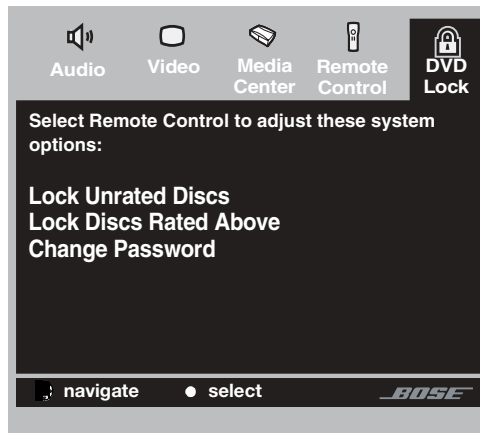 Audio
Video
Media
Center
Remote
Control
DVD
Lock
Select Remote Control to adjust these system
options:
Lock Unrated Discs
Lock Discs Rated Above
Change Password
navigate
select
BOSE